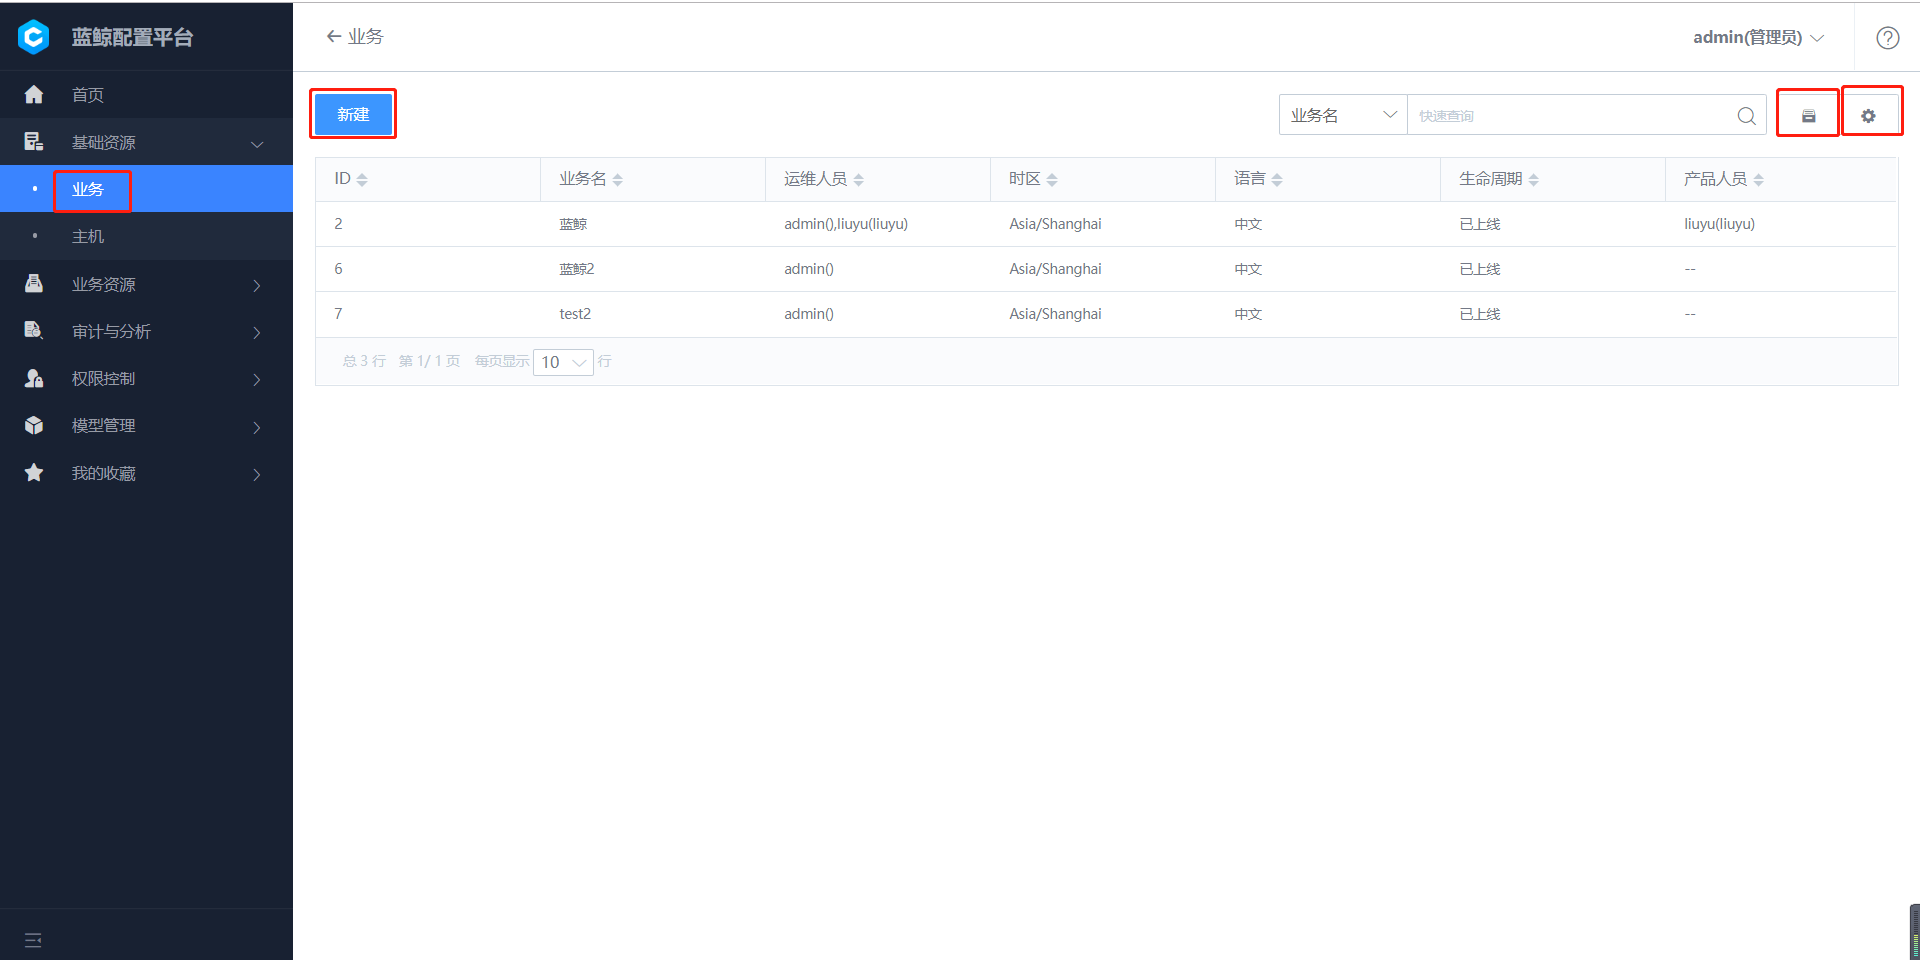 蓝鲸配置平台
首页
基础资源
业务
主机
业务资源
审计与分析
权限控制
模型管理
我的收藏
← 业务
admin(管理员)
新建
业务名 快速查询
ID 业务名 运维人员 时区 语言 生命周期 产品人员
2 蓝鲸 admin(),liuyu(liuyu) Asia/Shanghai 中文 已上线 liuyu(liuyu)
6 蓝鲸2 admin() Asia/Shanghai 中文 已上线 --
7 test2 admin() Asia/Shanghai 中文 已上线 --
总 3 行 第 1/ 1 页 每页显示 10 行